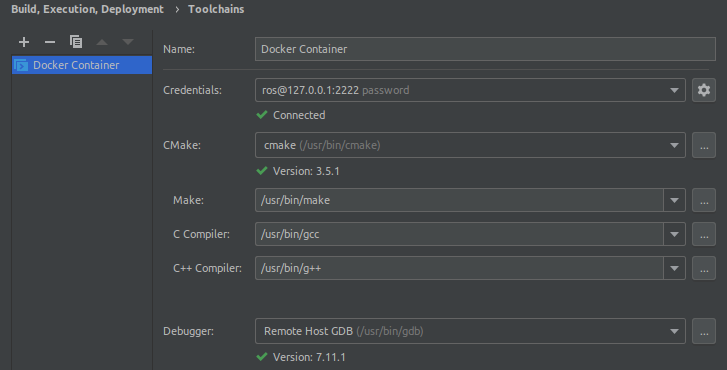 Build, Execution, Deployment › Toolchains
Docker Container
Name: Docker Container
Credentials: ros@127.0.0.1:2222 password
Connected
CMake: cmake (/usr/bin/cmake) ...
Version: 3.5.1
Make: /usr/bin/make ...
C Compiler: /usr/bin/gcc ...
C++ Compiler: /usr/bin/g++ ...
Debugger: Remote Host GDB (/usr/bin/gdb) ...
Version: 7.11.1